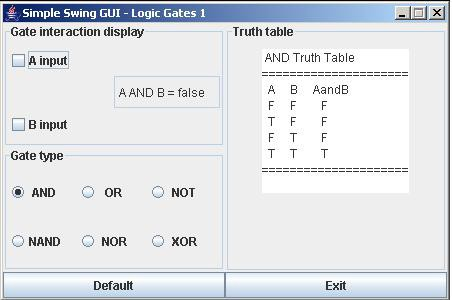 Simple Swing GUI - Logic Gates 1
Gate interaction display
A input
A AND B = false
B input
Gate type
AND OR NOT
NAND NOR XOR
Truth table
AND Truth Table
=====================
A B AandB
F F F
T F F
F T F
T T T
=====================
Default Exit